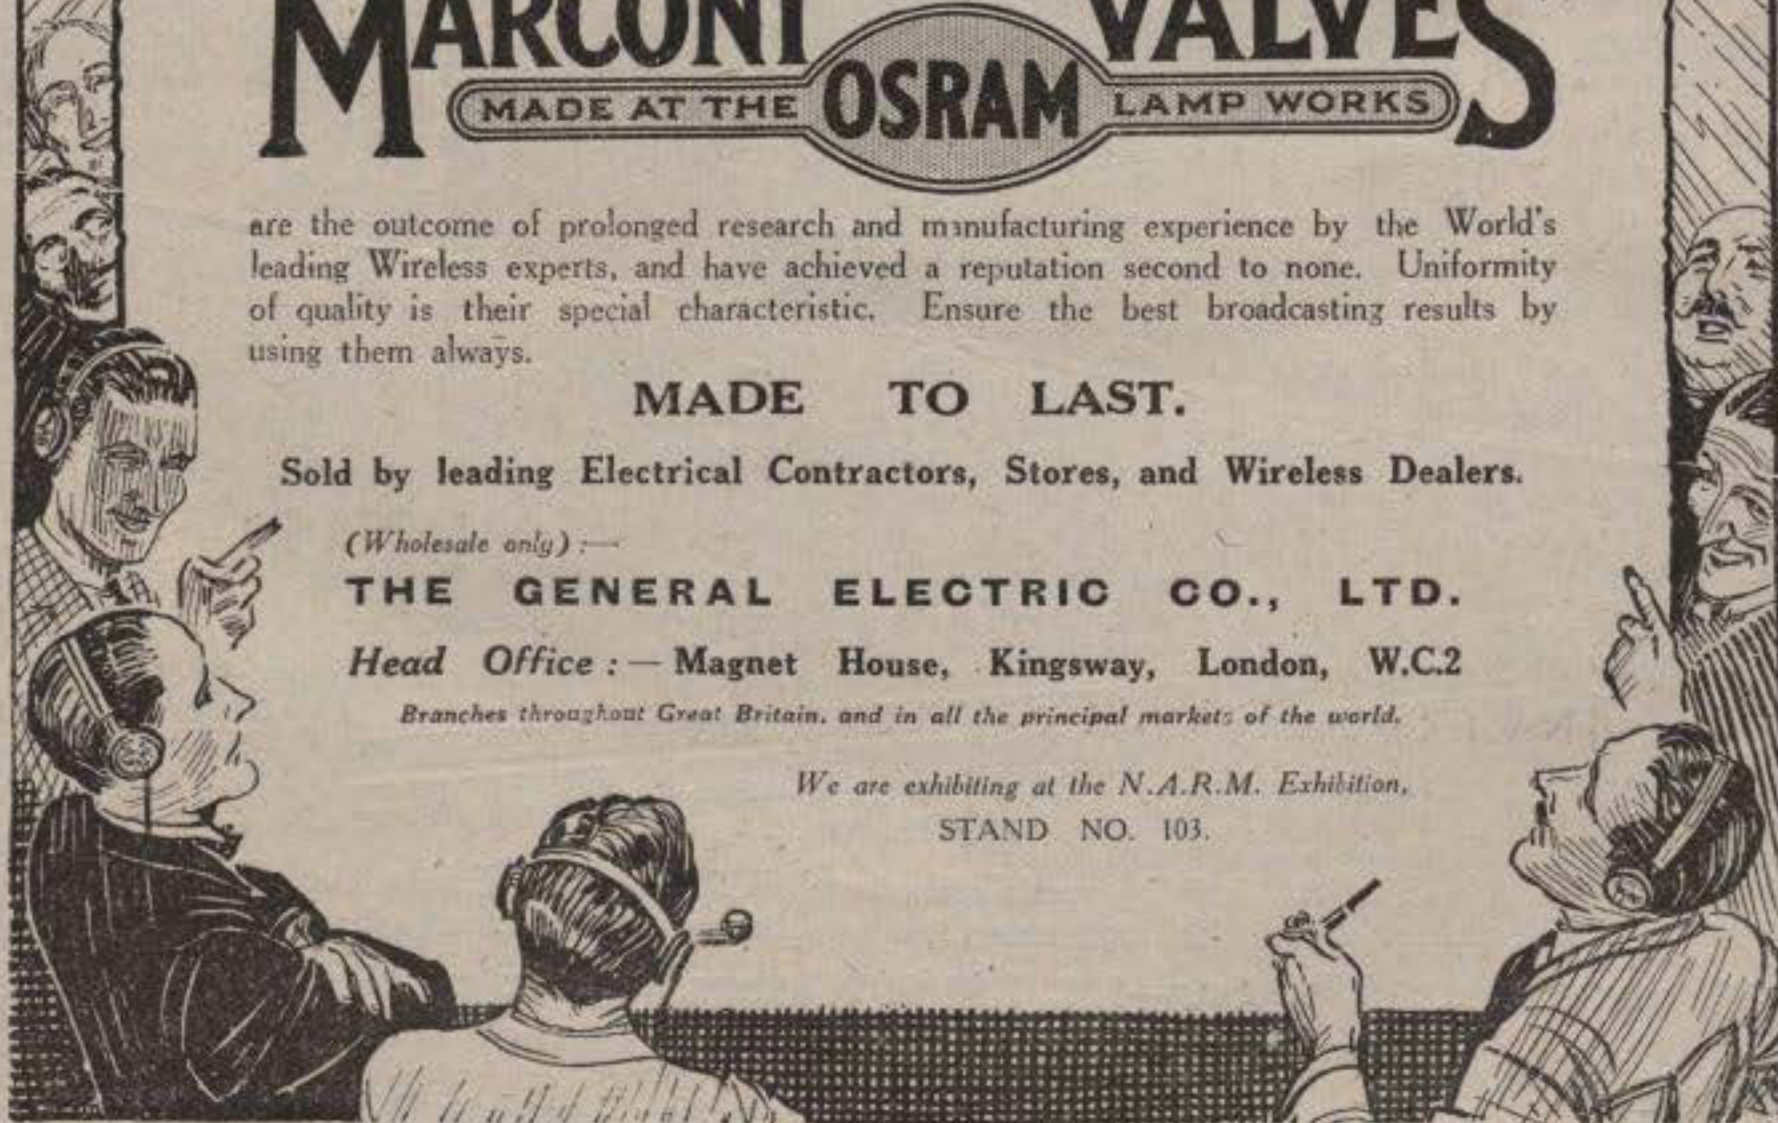 MARCONI VALVES
MADE AT THE OSRAM LAMP WORKS
are the outcome of prolonged research and manufacturing experience by the World's
leading Wireless experts, and have achieved a reputation second to none. Uniformity
of quality is their special characteristic. Ensure the best broadcasting results by
using them always.
MADE TO LAST.
Sold by leading Electrical Contractors, Stores, and Wireless Dealers.
(Wholesale only) :—
THE GENERAL ELECTRIC CO., LTD.
Head Office :— Magnet House, Kingsway, London, W.C.2
Branches throughout Great Britain, and in all the principal markets of the world.
We are exhibiting at the N.A.R.M. Exhibition,
STAND NO. 103.